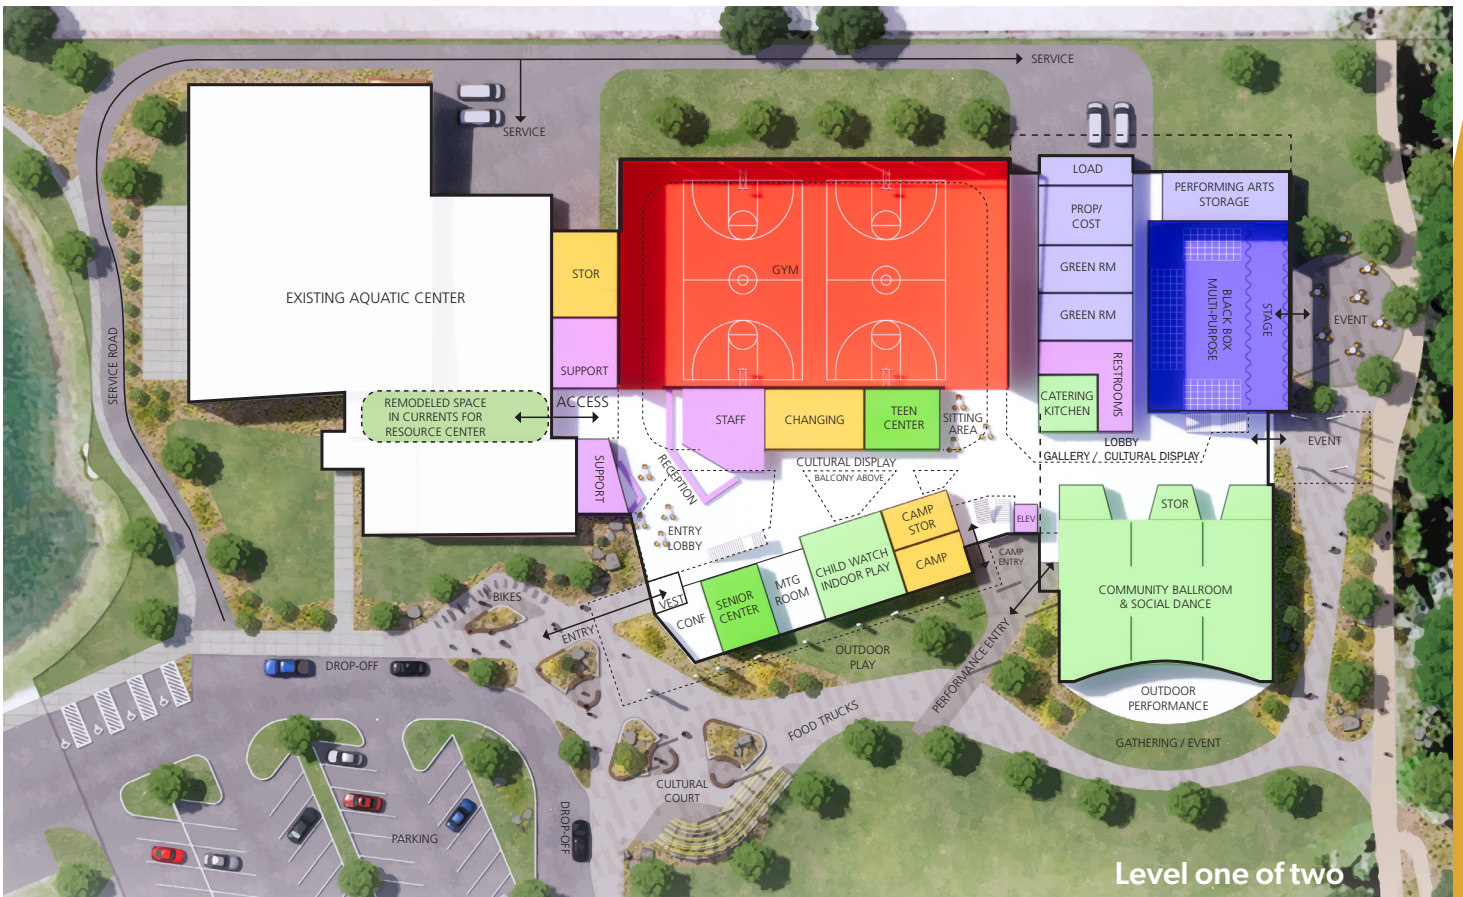 SERVICE
SERVICE
LOAD
PERFORMING ARTS
STORAGE
PROP/
COST
GREEN RM
GREEN RM
STOR
GYM
EXISTING AQUATIC CENTER
BLACK BOX
MULTI-PURPOSE
STAGE
EVENT
SERVICE ROAD
SUPPORT
RESTROOMS
CATERING
KITCHEN
REMODELED SPACE
IN CURRENTS FOR
RESOURCE CENTER
ACCESS
STAFF
CHANGING
TEEN
CENTER
SITTING
AREA
LOBBY
GALLERY / CULTURAL DISPLAY
EVENT
SUPPORT
RECEPTION
CULTURAL DISPLAY
BALCONY ABOVE
ENTRY
LOBBY
CAMP
STOR
ELEV
STOR
CAMP
CAMP
ENTRY
CHILD WATCH
INDOOR PLAY
MTG
ROOM
SENIOR
CENTER
CONF
VEST
COMMUNITY BALLROOM
& SOCIAL DANCE
BIKES
ENTRY
OUTDOOR
PLAY
PERFORMANCE ENTRY
DROP-OFF
OUTDOOR
PERFORMANCE
FOOD TRUCKS
GATHERING / EVENT
CULTURAL
COURT
DROP-OFF
PARKING
Level one of two